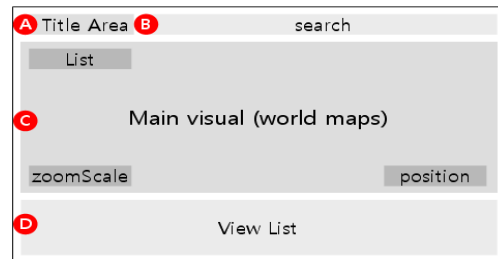 A Title Area B search
List
C Main visual (world maps)
zoomScale position
D View List